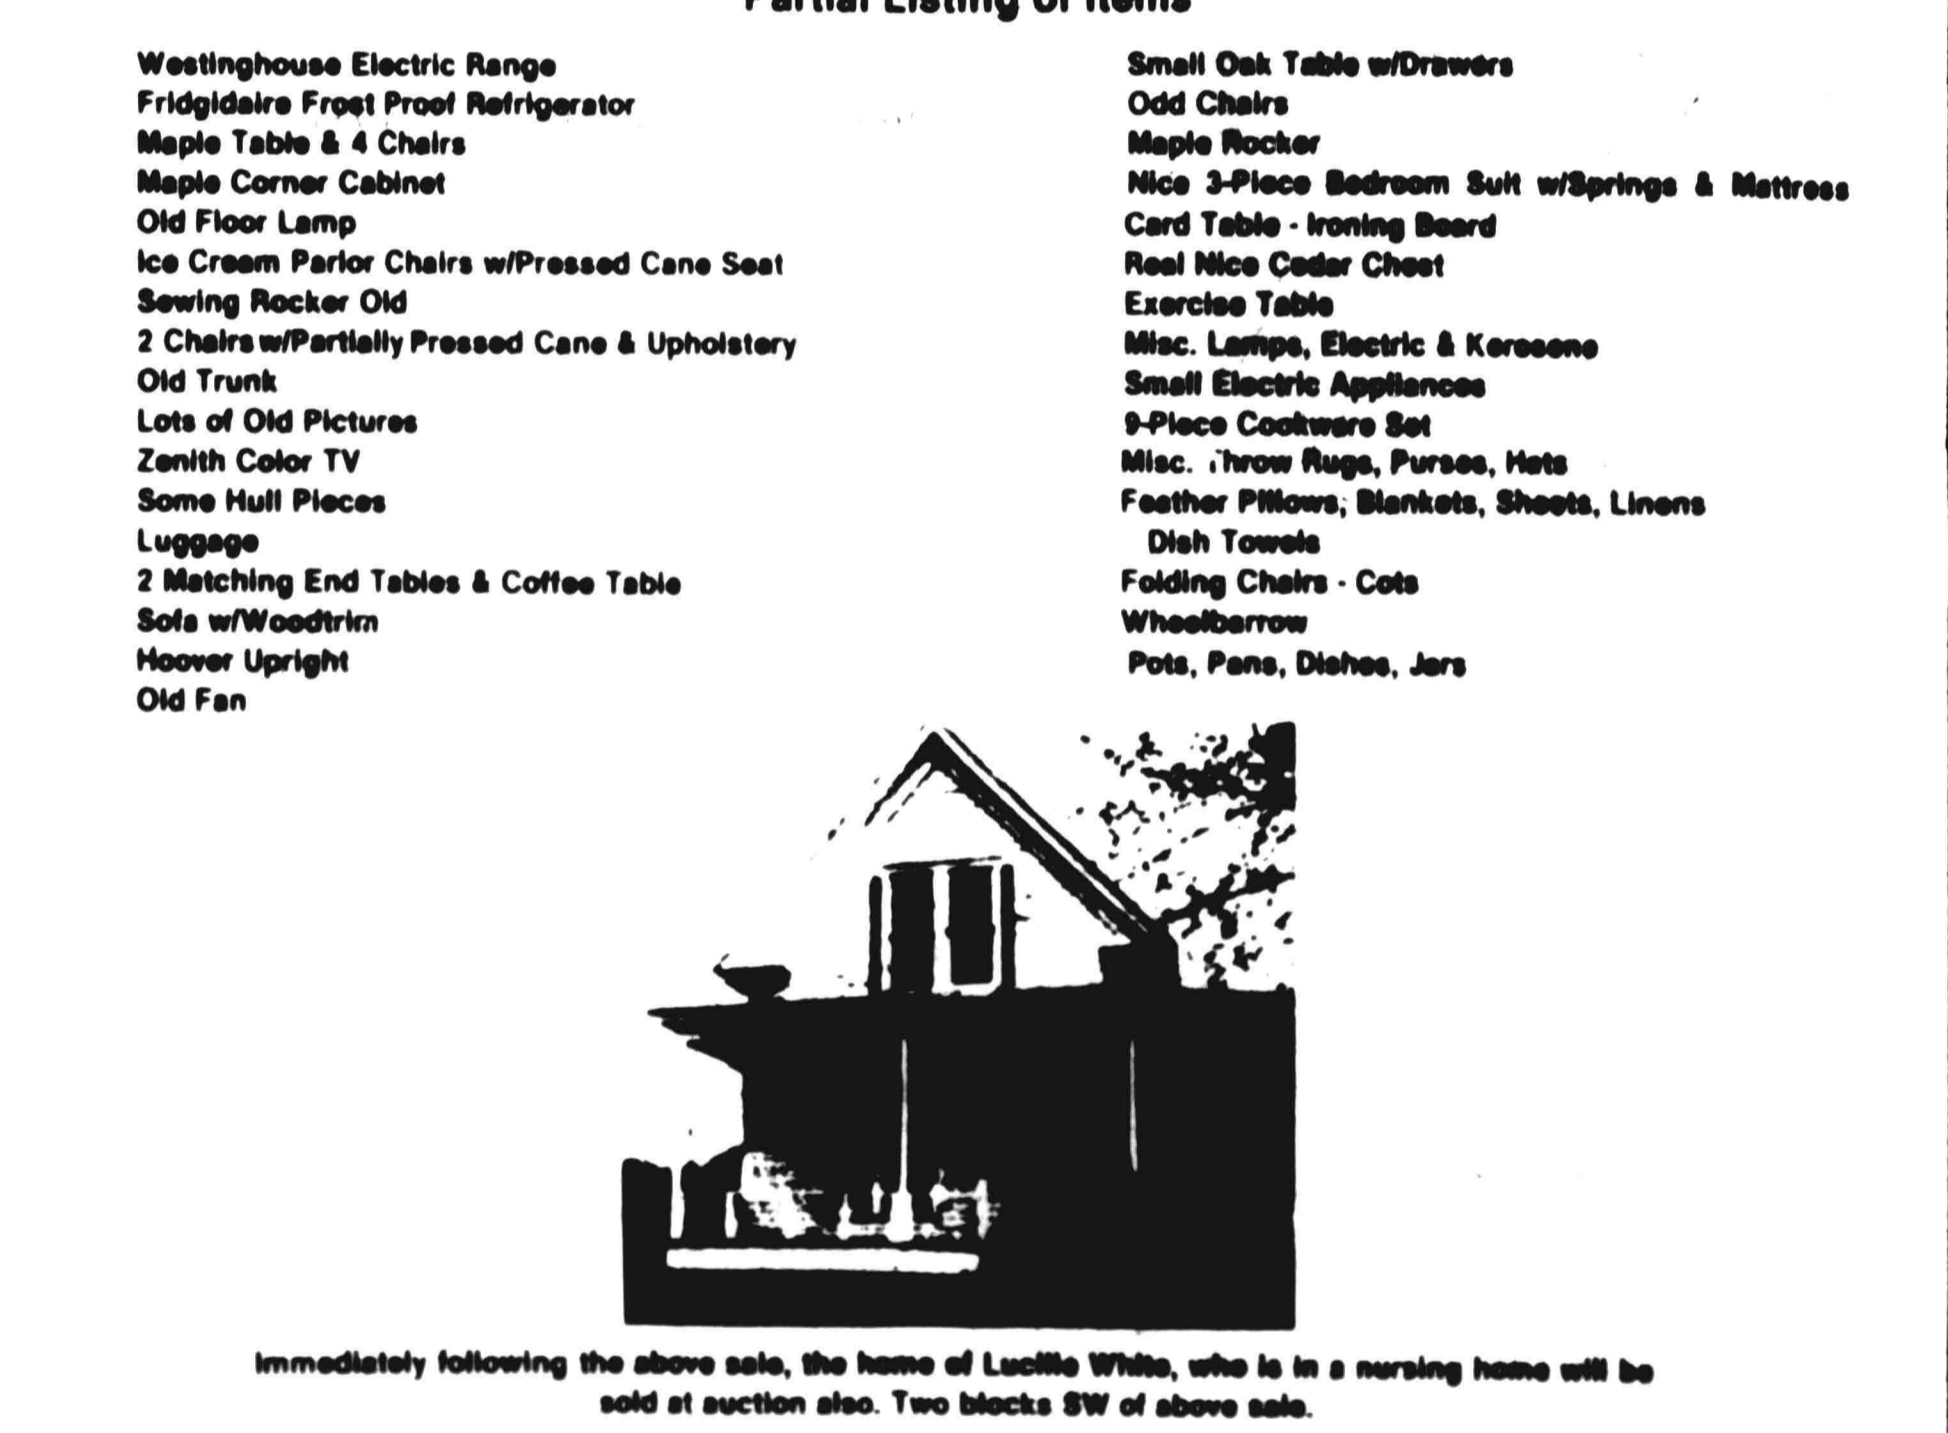 Partial Listing of Items
Westinghouse Electric Range
Fridgidaire Frost Proof Refrigerator
Maple Table & 4 Chairs
Maple Corner Cabinet
Old Floor Lamp
Ice Cream Parlor Chairs w/Pressed Cane Seat
Sewing Rocker Old
2 Chairs w/Partially Pressed Cane & Upholstery
Old Trunk
Lots of Old Pictures
Zenith Color TV
Some Hull Pieces
Luggage
2 Matching End Tables & Coffee Table
Sofa w/Woodtrim
Hoover Upright
Old Fan
Small Oak Table w/Drawers
Odd Chairs
Maple Rocker
Nice 3-Piece Bedroom Suit w/Springs & Mattress
Card Table - Ironing Board
Real Nice Cedar Chest
Exercise Table
Misc. Lamps, Electric & Kerosene
Small Electric Appliances
9-Piece Cookware Set
Misc. Throw Rugs, Purses, Hats
Feather Pillows; Blankets, Sheets, Linens
Dish Towels
Folding Chairs - Cots
Wheelbarrow
Pots, Pans, Dishes, Jars
Immediately following the above sale, the home of Lucille White, who is in a nursing home will be
sold at auction also. Two blocks SW of above sale.